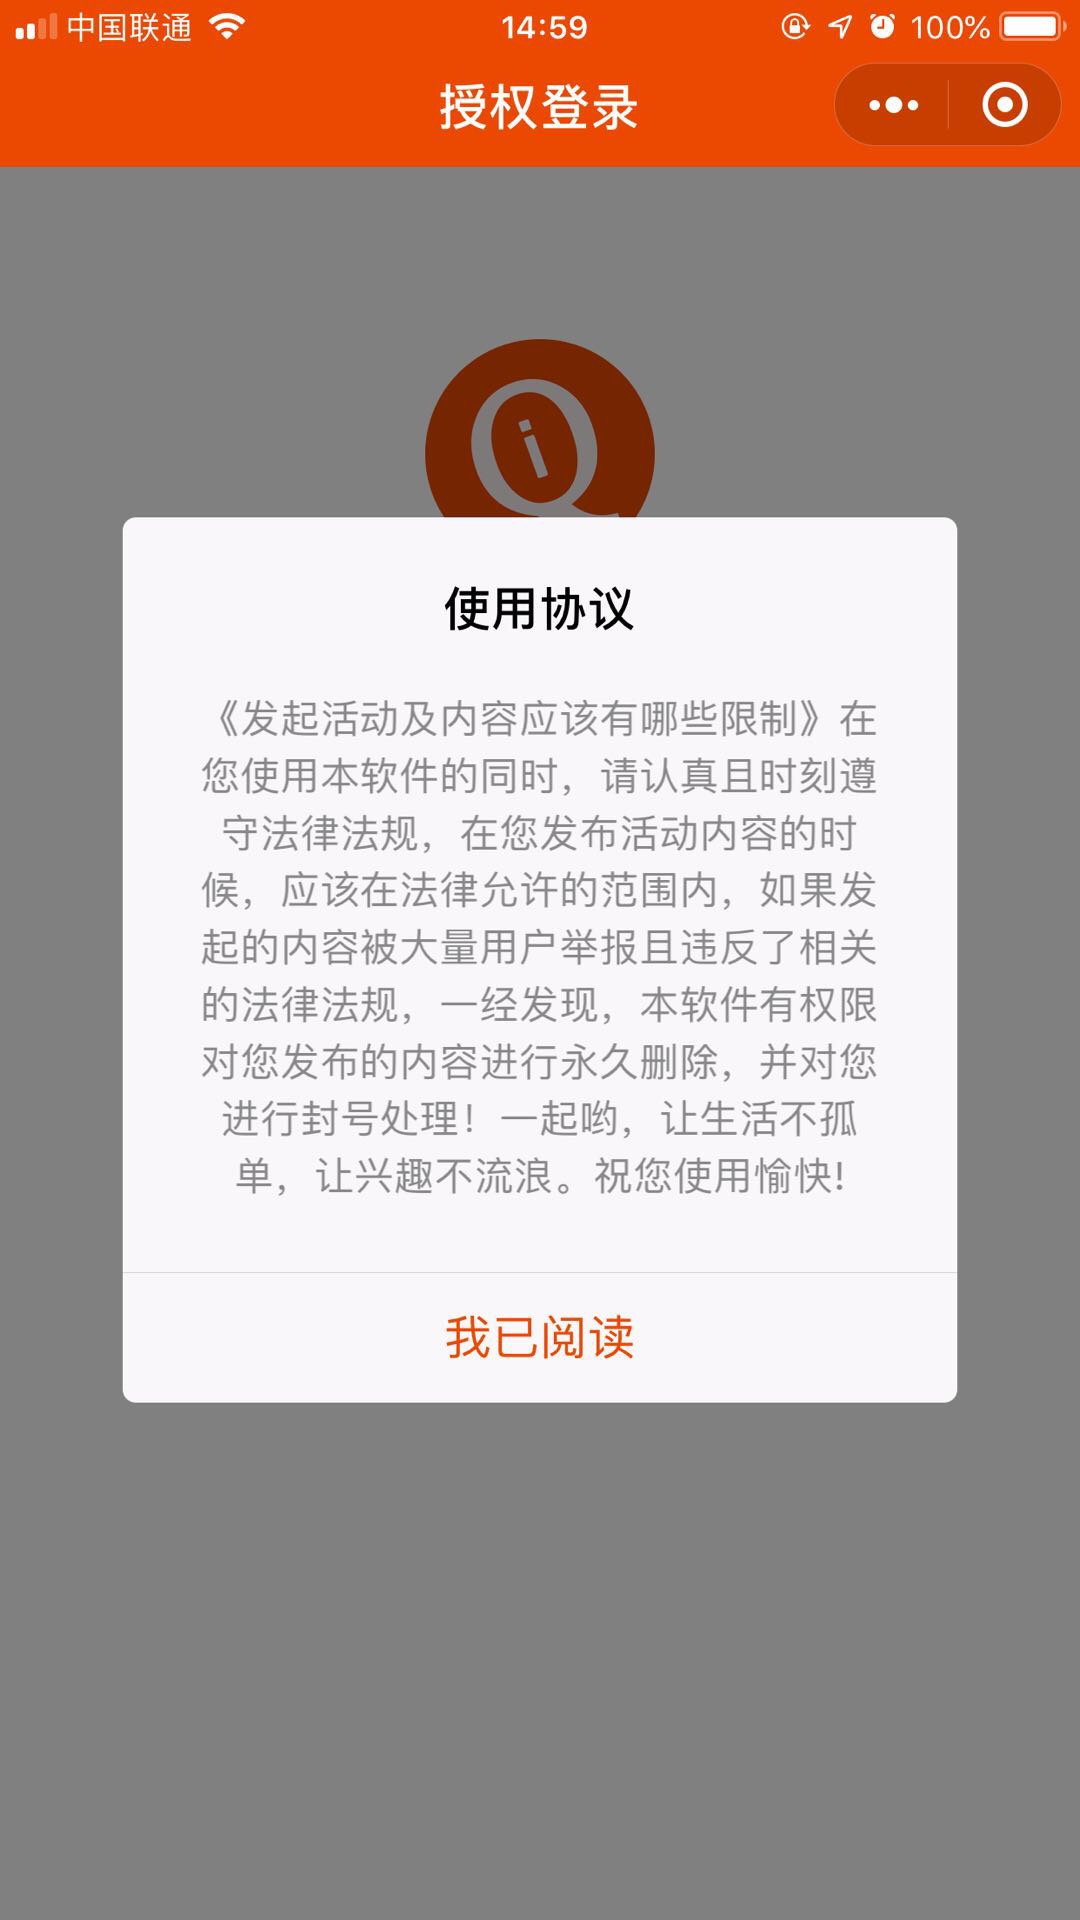 中国联通
14:59
100%
授权登录
Qi
使用协议
《发起活动及内容应该有哪些限制》在
您使用本软件的同时，请认真且时刻遵
守法律法规，在您发布活动内容的时
候，应该在法律允许的范围内，如果发
起的内容被大量用户举报且违反了相关
的法律法规，一经发现，本软件有权限
对您发布的内容进行永久删除，并对您
进行封号处理！一起哟，让生活不孤
单，让兴趣不流浪。祝您使用愉快!
我已阅读